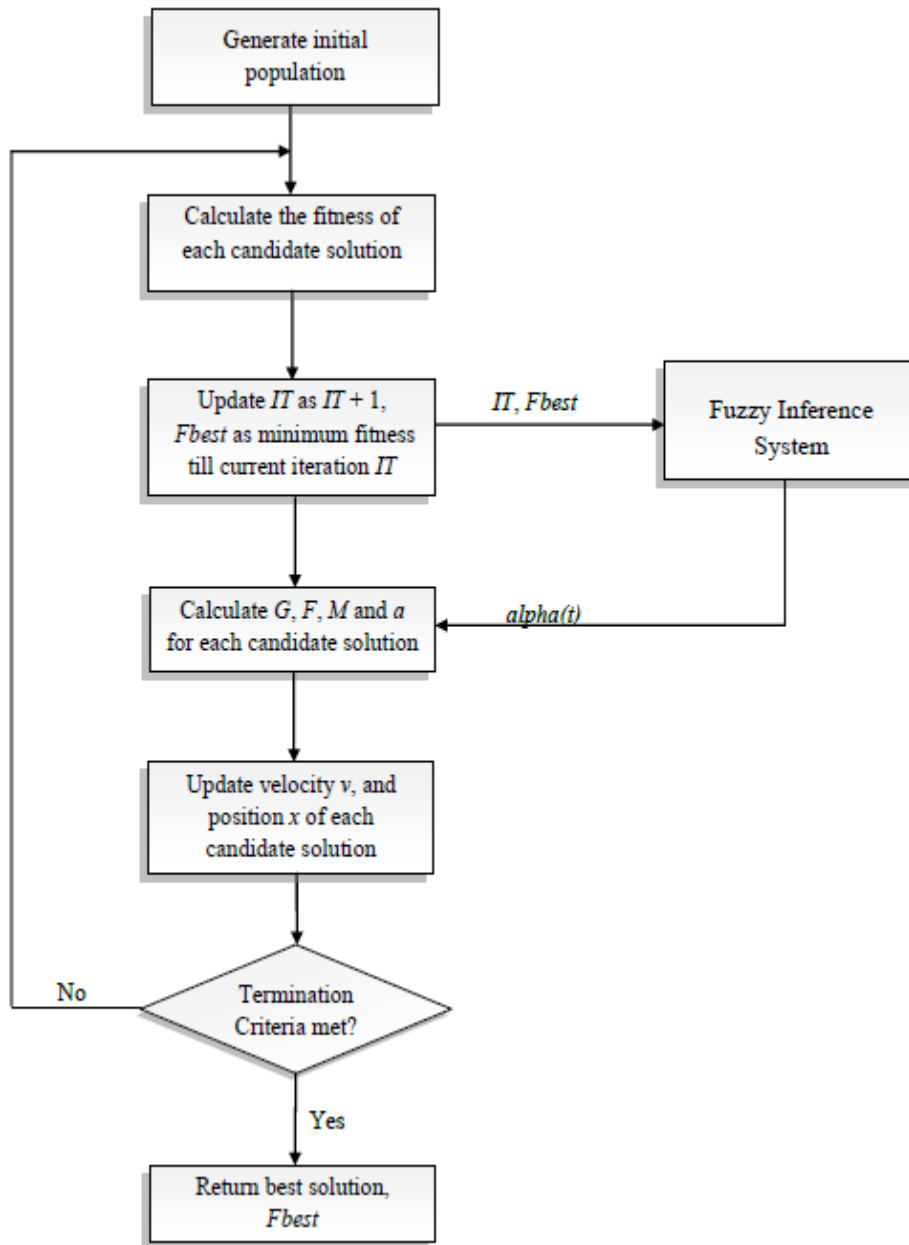 Generate initial
population
Calculate the fitness of
each candidate solution
Update IT as IT + 1,
Fbest as minimum fitness
till current iteration IT
IT, Fbest
Fuzzy Inference
System
Calculate G, F, M and a
for each candidate solution
alpha(t)
Update velocity v, and
position x of each
candidate solution
No
Termination
Criteria met?
Yes
Return best solution,
Fbest